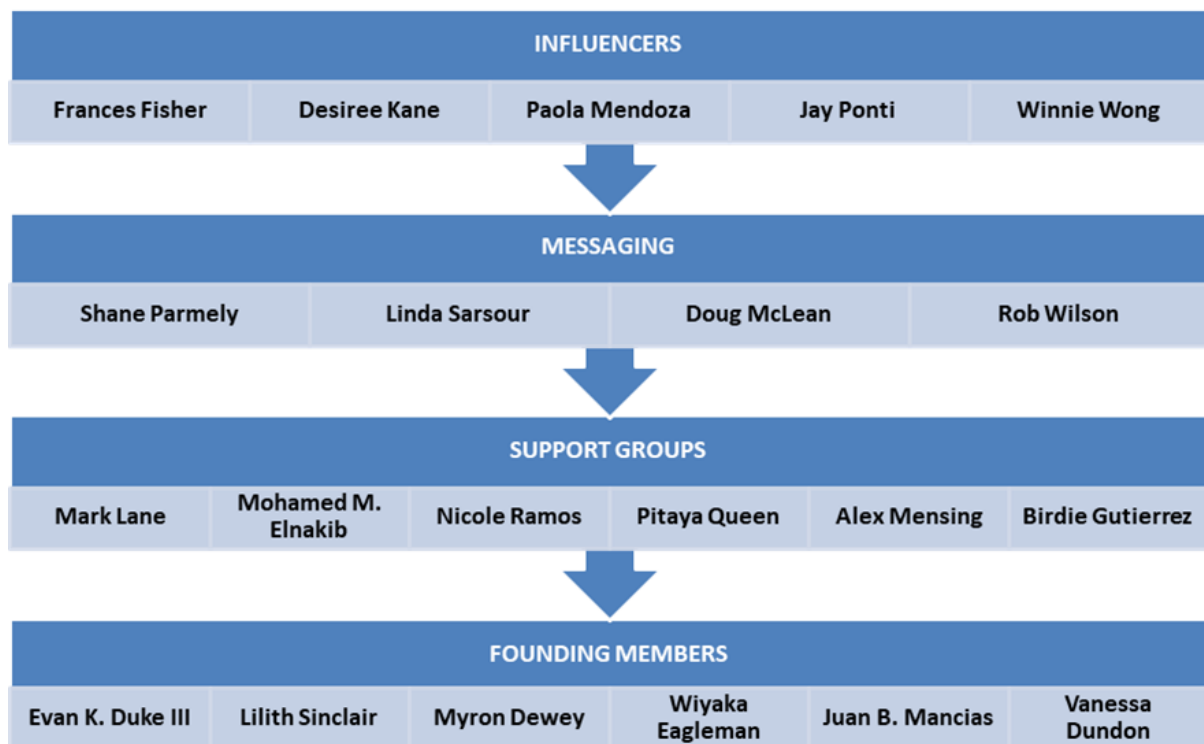 INFLUENCERS
Frances Fisher Desiree Kane Paola Mendoza Jay Ponti Winnie Wong
MESSAGING
Shane Parmely Linda Sarsour Doug McLean Rob Wilson
SUPPORT GROUPS
Mark Lane Mohamed M. Elnakib Nicole Ramos Pitaya Queen Alex Mensing Birdie Gutierrez
FOUNDING MEMBERS
Evan K. Duke III Lilith Sinclair Myron Dewey Wiyaka Eagleman Juan B. Mancias Vanessa Dundon